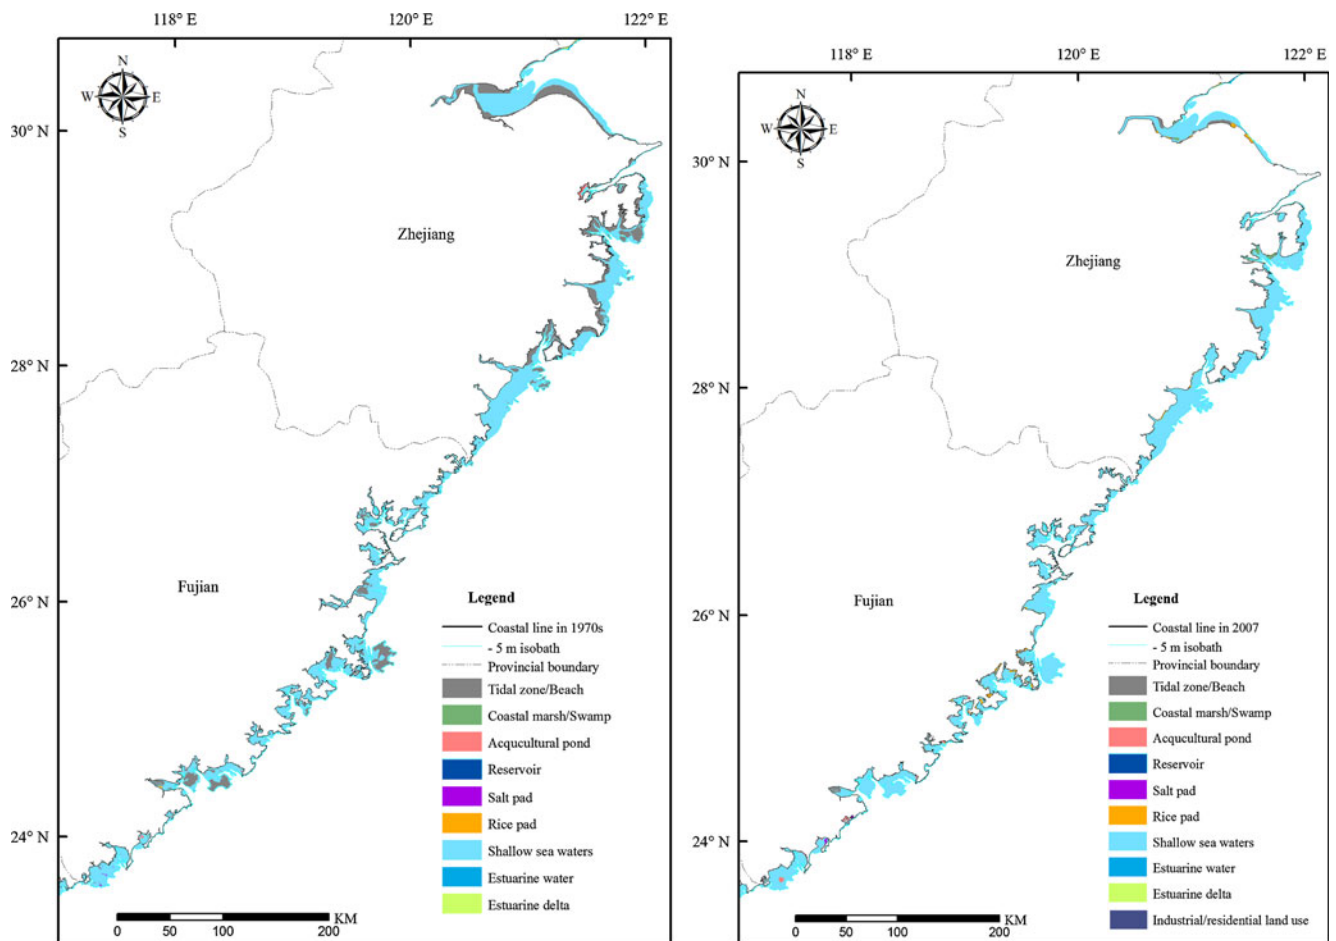 118° E
120° E
122° E
N
W
E
S
30° N
Zhejiang
28° N
Fujian
26° N
24° N
Legend
Coastal line in 1970s
- 5 m isobath
Provincial boundary
Tidal zone/Beach
Coastal marsh/Swamp
Acqucultural pond
Reservoir
Salt pad
Rice pad
Shallow sea waters
Estuarine water
Estuarine delta
KM
0 50 100 200
118° E
120° E
122° E
N
W
E
S
30° N
Zhejiang
28° N
Fujian
26° N
24° N
Legend
Coastal line in 2007
- 5 m isobath
Provincial boundary
Tidal zone/Beach
Coastal marsh/Swamp
Acqucultural pond
Reservoir
Salt pad
Rice pad
Shallow sea waters
Estuarine water
Estuarine delta
Industrial/residential land use
KM
0 50 100 200